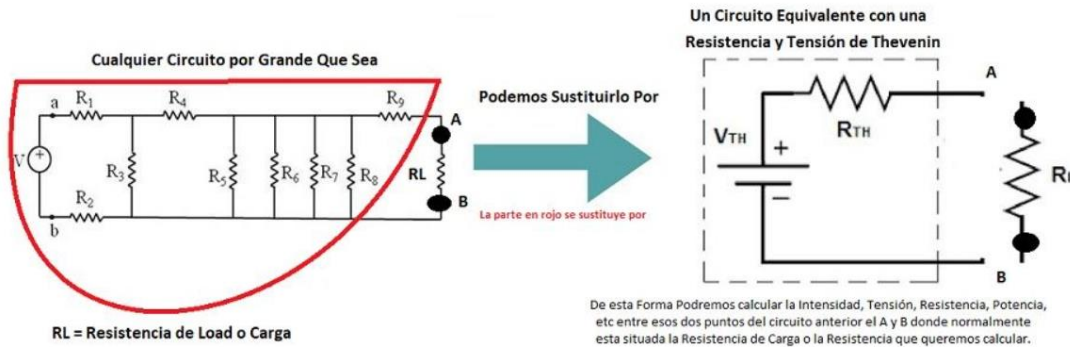 Cualquier Circuito por Grande Que Sea
a
R1
R4
R9
A
V
+
R3
R5
R6
R7
R8
RL
B
R2
b
RL = Resistencia de Load o Carga
Podemos Sustituirlo Por
La parte en rojo se sustituye por
Un Circuito Equivalente con una
Resistencia y Tensión de Thevenin
A
VTH
RTH
+
−
B
De esta Forma Podremos calcular la Intensidad, Tensión, Resistencia, Potencia,
etc entre esos dos puntos del circuito anterior el A y B donde normalmente
esta situada la Resistencia de Carga o la Resistencia que queremos calcular.